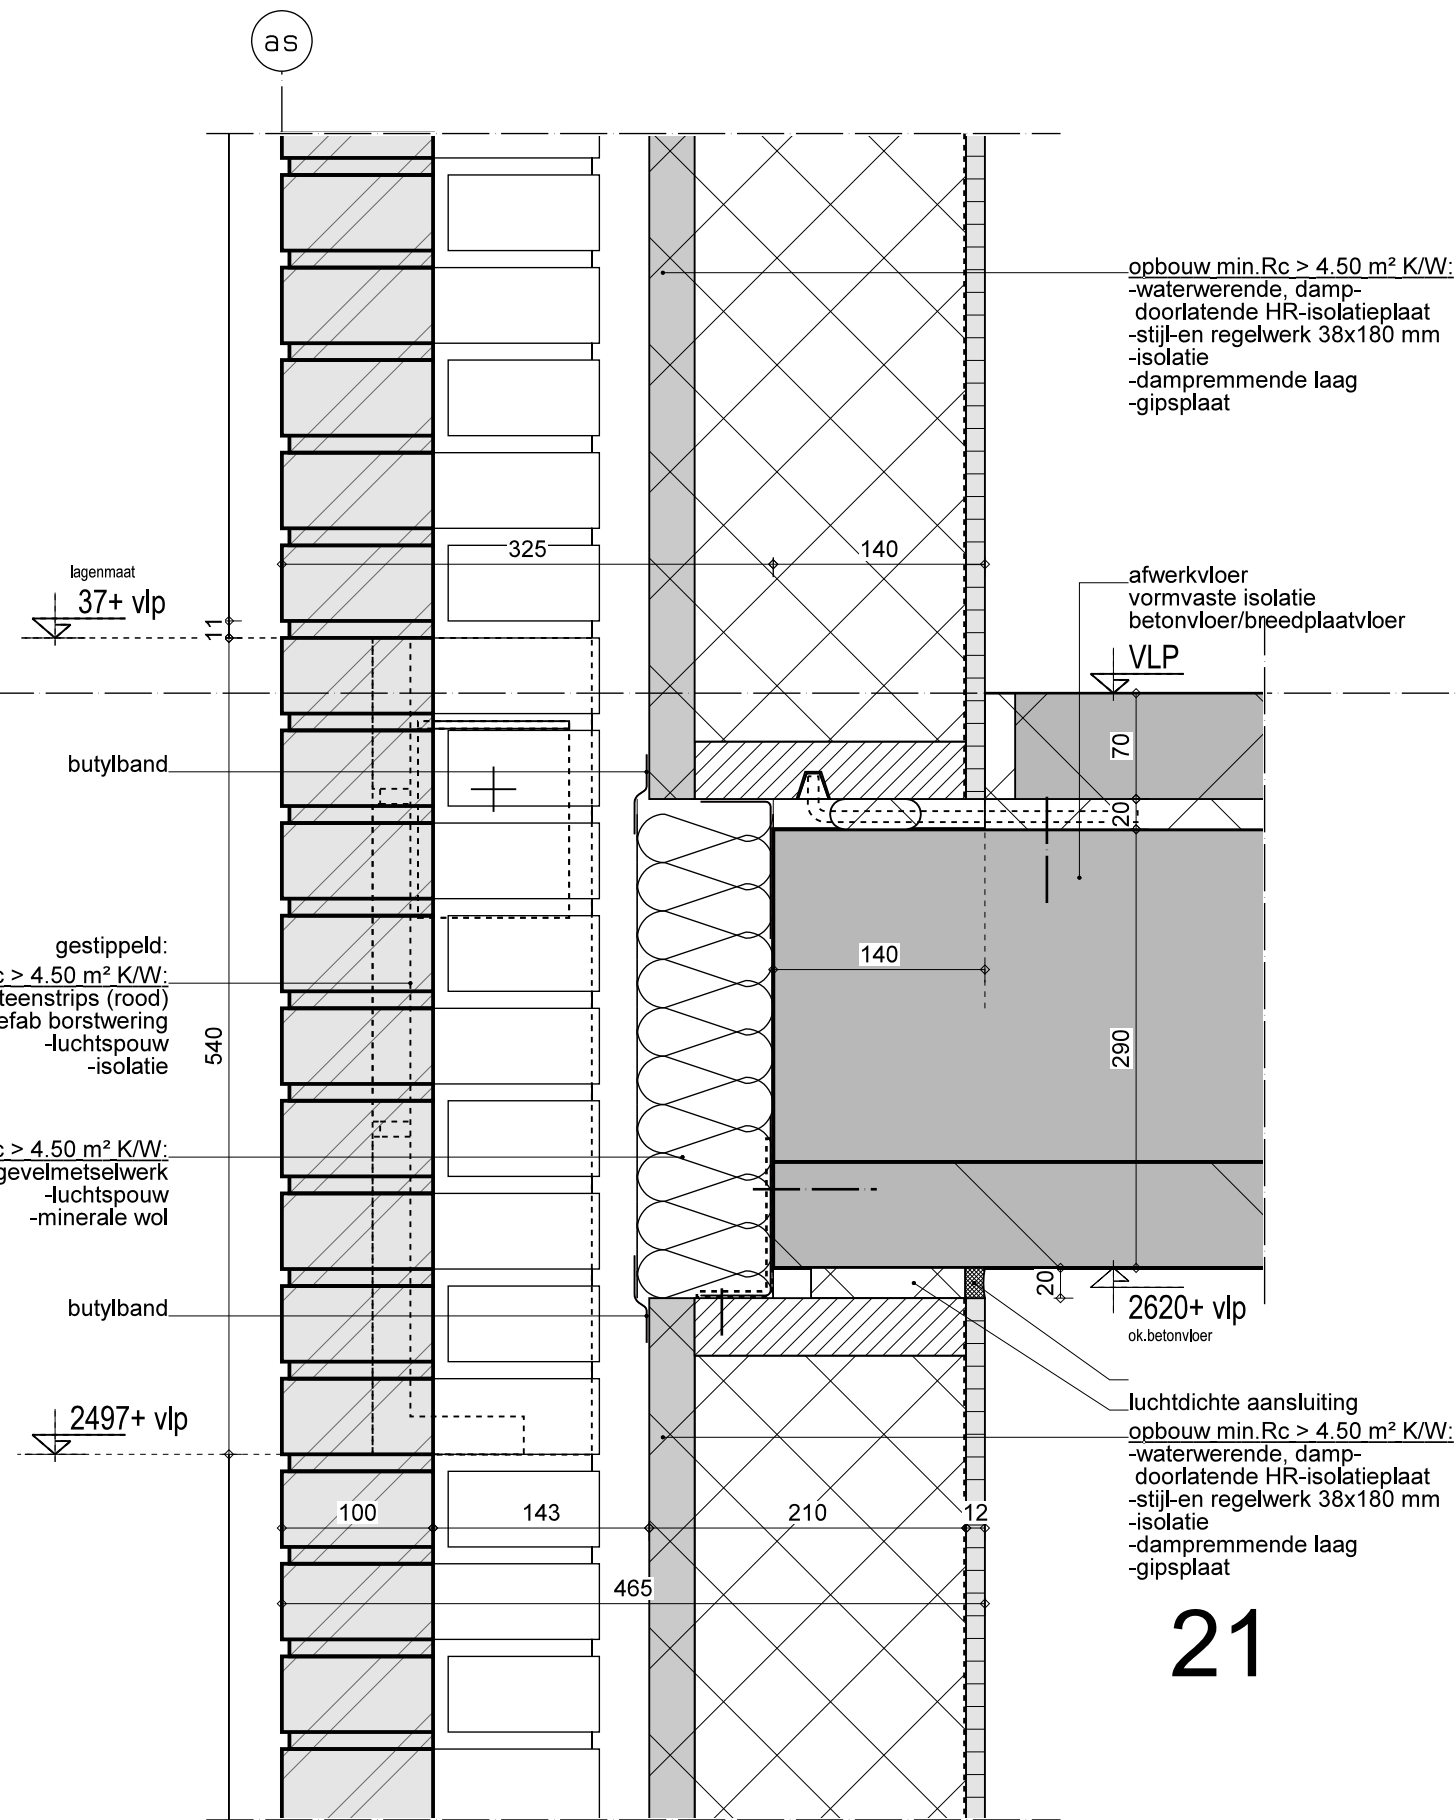 as
opbouw min.Rc > 4.50 m² K/W:
-waterwerende, damp-
doorlatende HR-isolatieplaat
-stijl-en regelwerk 38x180 mm
-isolatie
-dampremmende laag
-gipsplaat
325
140
lagenmaat
37+ vlp
11
afwerkvloer
vormvaste isolatie
betonvloer/breedplaatvloer
VLP
70
20
butylband
gestippeld:
c > 4.50 m² K/W:
teenstrips (rood)
efab borstwering
-luchtspouw
-isolatie
540
140
290
c > 4.50 m² K/W:
gevelmetselwerk
-luchtspouw
-minerale wol
butylband
20
2620+ vlp
ok.betonvloer
luchtdichte aansluiting
2497+ vlp
opbouw min.Rc > 4.50 m² K/W:
-waterwerende, damp-
doorlatende HR-isolatieplaat
-stijl-en regelwerk 38x180 mm
-isolatie
-dampremmende laag
-gipsplaat
100
143
210
12
465
21